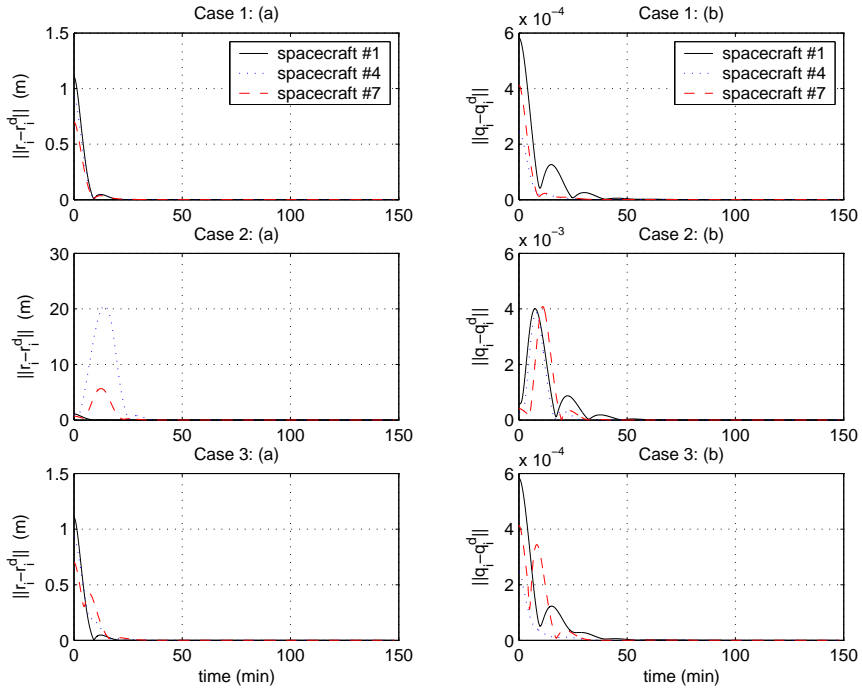 Case 1: (a)
||r_i−r_i^d|| (m)
1.5
1
0.5
0
0 50 100 150
spacecraft #1
spacecraft #4
spacecraft #7
Case 1: (b)
x 10^−4
||q_i−q_i^d||
6
4
2
0
0 50 100 150
spacecraft #1
spacecraft #4
spacecraft #7
Case 2: (a)
||r_i−r_i^d|| (m)
30
20
10
0
0 50 100 150
Case 2: (b)
x 10^−3
||q_i−q_i^d||
6
4
2
0
0 50 100 150
Case 3: (a)
||r_i−r_i^d|| (m)
1.5
1
0.5
0
0 50 100 150
time (min)
Case 3: (b)
x 10^−4
||q_i−q_i^d||
6
4
2
0
0 50 100 150
time (min)